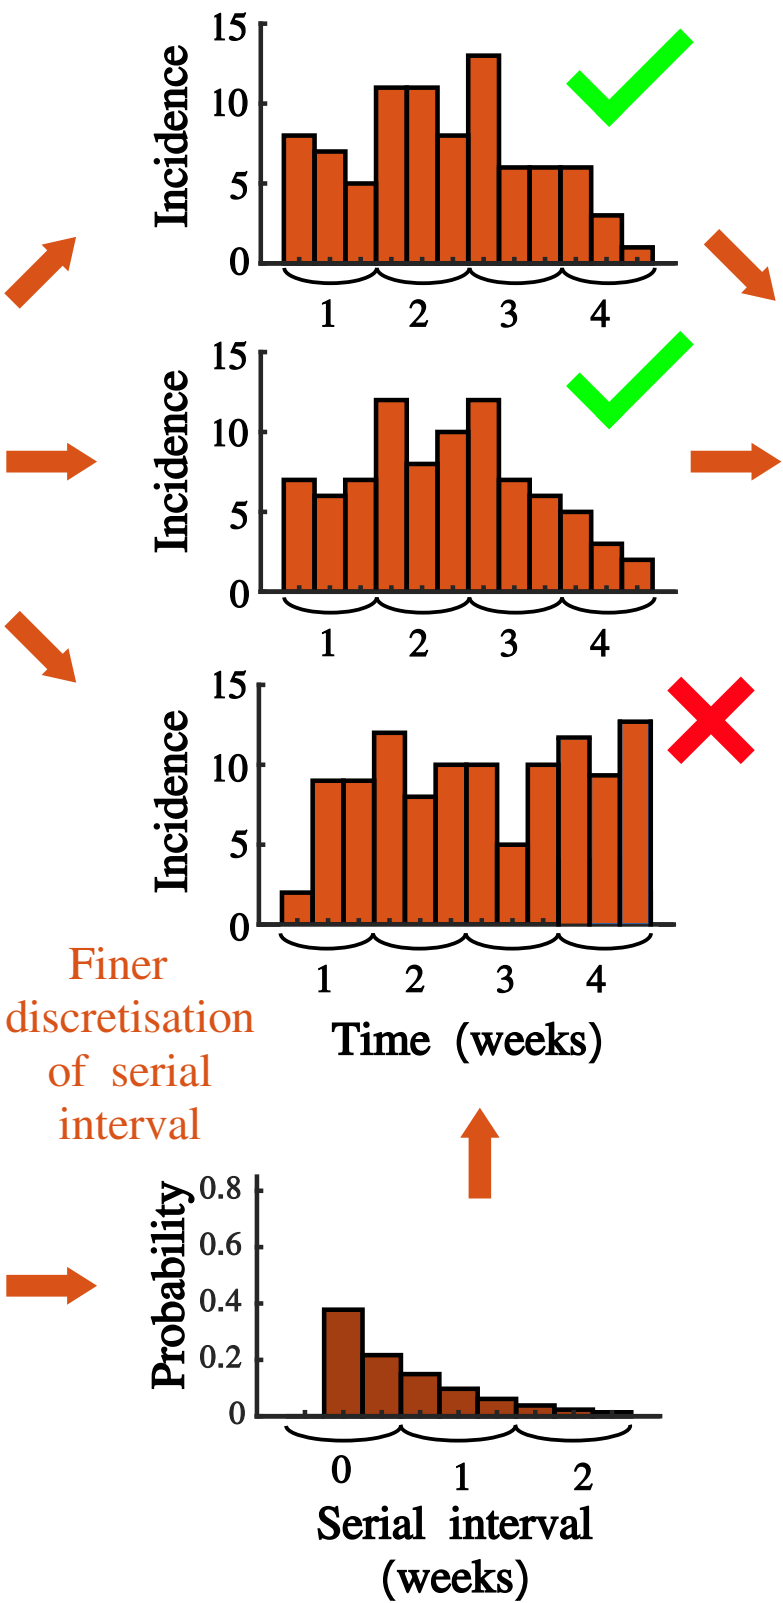 15
10
5
0
Incidence
1 2 3 4
15
10
5
0
Incidence
1 2 3 4
15
10
5
0
Incidence
1 2 3 4
Time (weeks)
Finer
discretisation
of serial
interval
0.8
0.6
0.4
0.2
0
Probability
0 1 2
Serial interval
(weeks)